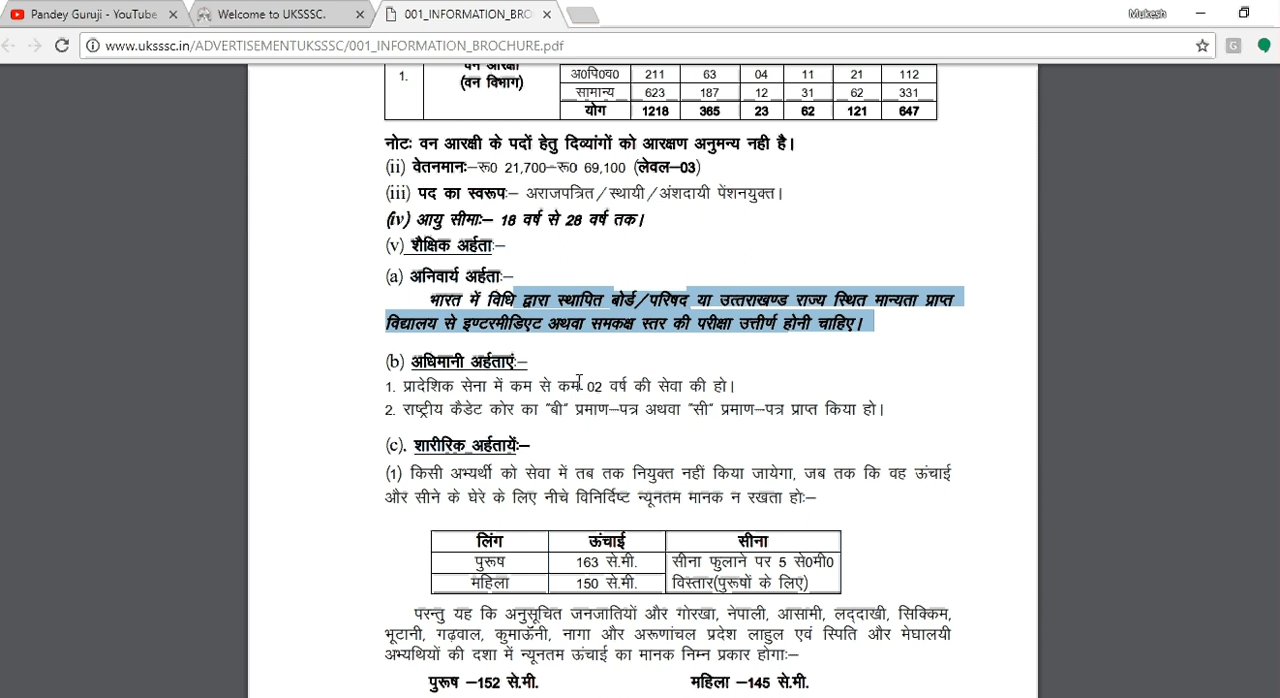 Pandey Guruji - YouTube
Welcome to UKSSSC.
001_INFORMATION_BRO
Mukesh
www.uksssc.in/ADVERTISEMENTUKSSSC/001_INFORMATION_BROCHURE.pdf
1. वन आरक्षी (वन विभाग) अ0पि0व0 211 63 04 11 21 112
सामान्य 623 187 12 31 62 331
योग 1218 365 23 62 121 647
नोटः वन आरक्षी के पदों हेतु दिव्यांगों को आरक्षण अनुमन्य नही है।
(ii) वेतनमानः–रू0 21,700–रू0 69,100 (लेवल–03)
(iii) पद का स्वरूपः– अराजपत्रित/स्थायी/अंशदायी पेंशनयुक्त।
(iv) आयु सीमाः– 18 वर्ष से 28 वर्ष तक।
(v) शैक्षिक अर्हताः–
(a) अनिवार्य अर्हताः–
भारत में विधि द्वारा स्थापित बोर्ड/परिषद या उत्तराखण्ड राज्य स्थित मान्यता प्राप्त
विद्यालय से इण्टरमीडिएट अथवा समकक्ष स्तर की परीक्षा उत्तीर्ण होनी चाहिए।
(b) अधिमानी अर्हताएंः–
1. प्रादेशिक सेना में कम से कम 02 वर्ष की सेवा की हो।
2. राष्ट्रीय कैडेट कोर का "बी" प्रमाण–पत्र अथवा "सी" प्रमाण–पत्र प्राप्त किया हो।
(c). शारीरिक अर्हतायेंः–
(1) किसी अभ्यर्थी को सेवा में तब तक नियुक्त नहीं किया जायेगा, जब तक कि वह ऊंचाई
और सीने के घेरे के लिए नीचे विनिर्दिष्ट न्यूनतम मानक न रखता होः–
लिंग ऊंचाई सीना
पुरूष 163 से.मी. सीना फुलाने पर 5 से0मी0
महिला 150 से.मी. विस्तार(पुरूषों के लिए)
परन्तु यह कि अनुसूचित जनजातियों और गोरखा, नेपाली, आसामी, लद्दाखी, सिक्किम,
भूटानी, गढ़वाल, कुमाऊॅनी, नागा और अरूणांचल प्रदेश लाहुल एवं स्पिति और मेघालयी
अभ्यथियों की दशा में न्यूनतम ऊंचाई का मानक निम्न प्रकार होगाः–
पुरूष –152 से.मी. महिला –145 से.मी.